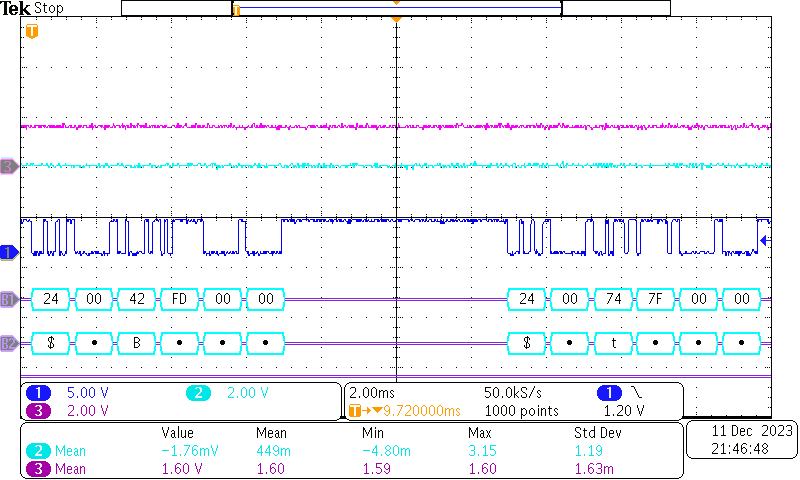 Tek Stop
T
T
3
1
B1 24 00 42 FD 00 00 24 00 74 7F 00 00
B2 $ • B • • • $ • t • • •
1 5.00 V 2 2.00 V
3 2.00 V
2.00ms 50.0kS/s 1 \
T→▼9.720000ms 1000 points 1.20 V
Value Mean Min Max Std Dev
2 Mean −1.76mV 449m −4.80m 3.15 1.19
3 Mean 1.60 V 1.60 1.59 1.60 1.63m
11 Dec 2023
21:46:48